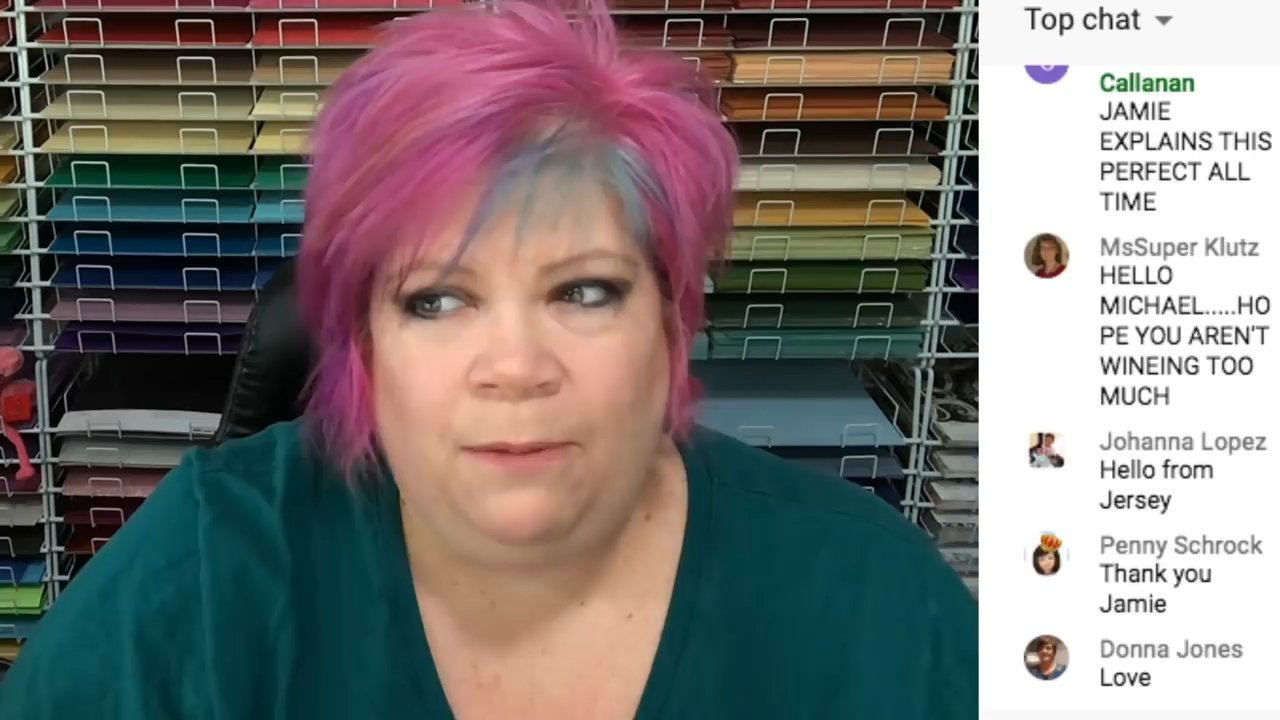 Top chat
Callanan
JAMIE
EXPLAINS THIS
PERFECT ALL
TIME
MsSuper Klutz
HELLO
MICHAEL.....HO
PE YOU AREN'T
WINEING TOO
MUCH
Johanna Lopez
Hello from
Jersey
Penny Schrock
Thank you
Jamie
Donna Jones
Love